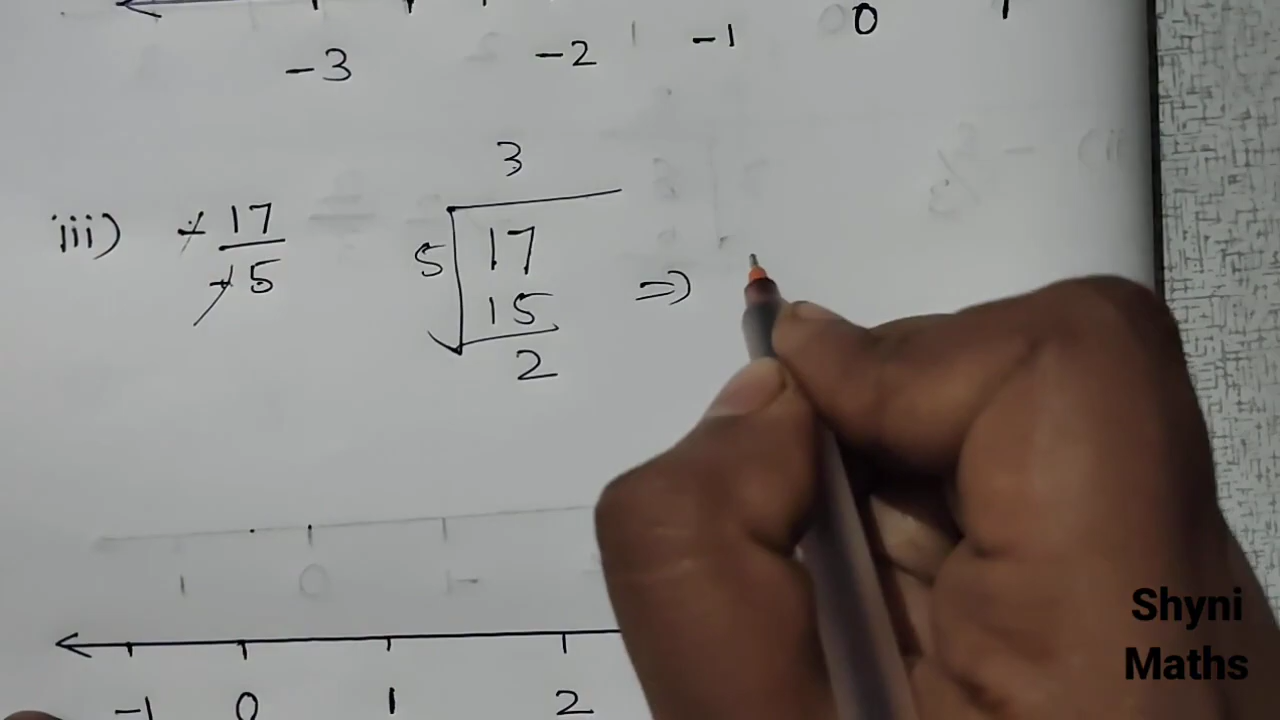 -3 -2 -1 0 1
3
iii) -17/-5 5 17 ⇒
15
2
-1 0 1 2
Shyni
Maths